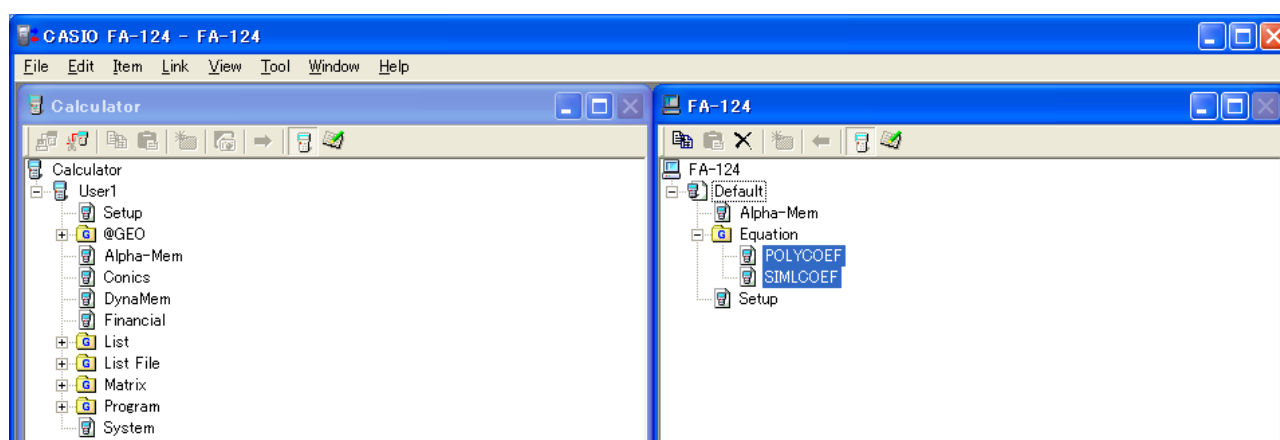 CASIO FA-124 - FA-124
File Edit Item Link View Tool Window Help
Calculator
Calculator
User1
Setup
@GEO
Alpha-Mem
Conics
DynaMem
Financial
List
List File
Matrix
Program
System
FA-124
FA-124
Default
Alpha-Mem
Equation
POLYCOEF
SIMLCOEF
Setup